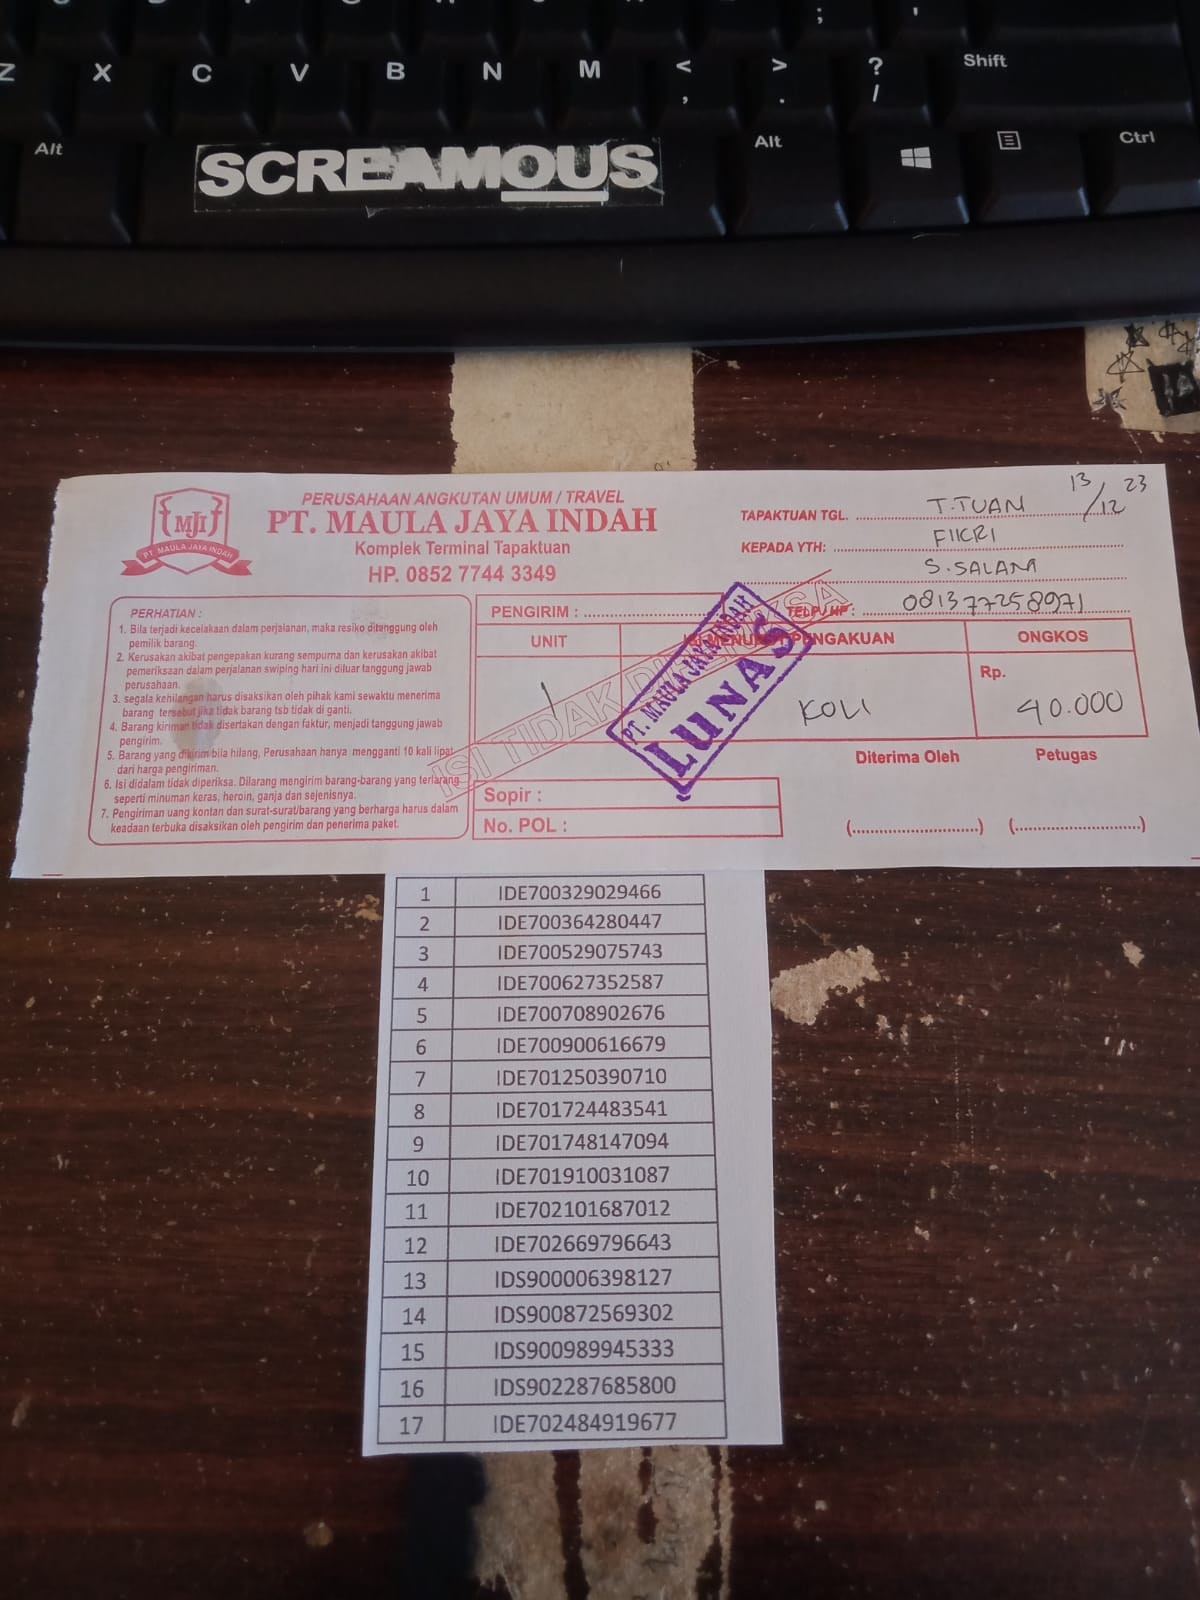 Z X C V B N M < , > . ? / Shift
Alt SCREAMOUS Alt Ctrl
MJI
PT. MAULA JAYA INDAH
PERUSAHAAN ANGKUTAN UMUM / TRAVEL
PT. MAULA JAYA INDAH
Komplek Terminal Tapaktuan
HP. 0852 7744 3349
TAPAKTUAN TGL. T.TUAN 13/12 23
KEPADA YTH: FIKRI
S.SALAM
TELP/HP : 081377258971
PERHATIAN :
1. Bila terjadi kecelakaan dalam perjalanan, maka resiko ditanggung oleh
pemilik barang.
2. Kerusakan akibat pengepakan kurang sempurna dan kerusakan akibat
pemeriksaan dalam perjalanan swiping hari ini diluar tanggung jawab
perusahaan.
3. segala kehilangan harus disaksikan oleh pihak kami sewaktu menerima
barang tersebut jika tidak barang tsb tidak di ganti.
4. Barang kiriman tidak disertakan dengan faktur, menjadi tanggung jawab
pengirim.
5. Barang yang dikirim bila hilang, Perusahaan hanya mengganti 10 kali lipat
dari harga pengiriman.
6. Isi didalam tidak diperiksa. Dilarang mengirim barang-barang yang terlarang
seperti minuman keras, heroin, ganja dan sejenisnya.
7. Pengiriman uang kontan dan surat-surat/barang yang berharga harus dalam
keadaan terbuka disaksikan oleh pengirim dan penerima paket.
PENGIRIM :
UNIT ISI MENURUT PENGAKUAN ONGKOS
1 KOLI Rp. 40.000
ISI TIDAK DIPERIKSA
PT. MAULA JAYA INDAH
LUNAS
Sopir :
No. POL :
Diterima Oleh Petugas
1 IDE700329029466
2 IDE700364280447
3 IDE700529075743
4 IDE700627352587
5 IDE700708902676
6 IDE700900616679
7 IDE701250390710
8 IDE701724483541
9 IDE701748147094
10 IDE701910031087
11 IDE702101687012
12 IDE702669796643
13 IDS900006398127
14 IDS900872569302
15 IDS900989945333
16 IDS902287685800
17 IDE702484919677